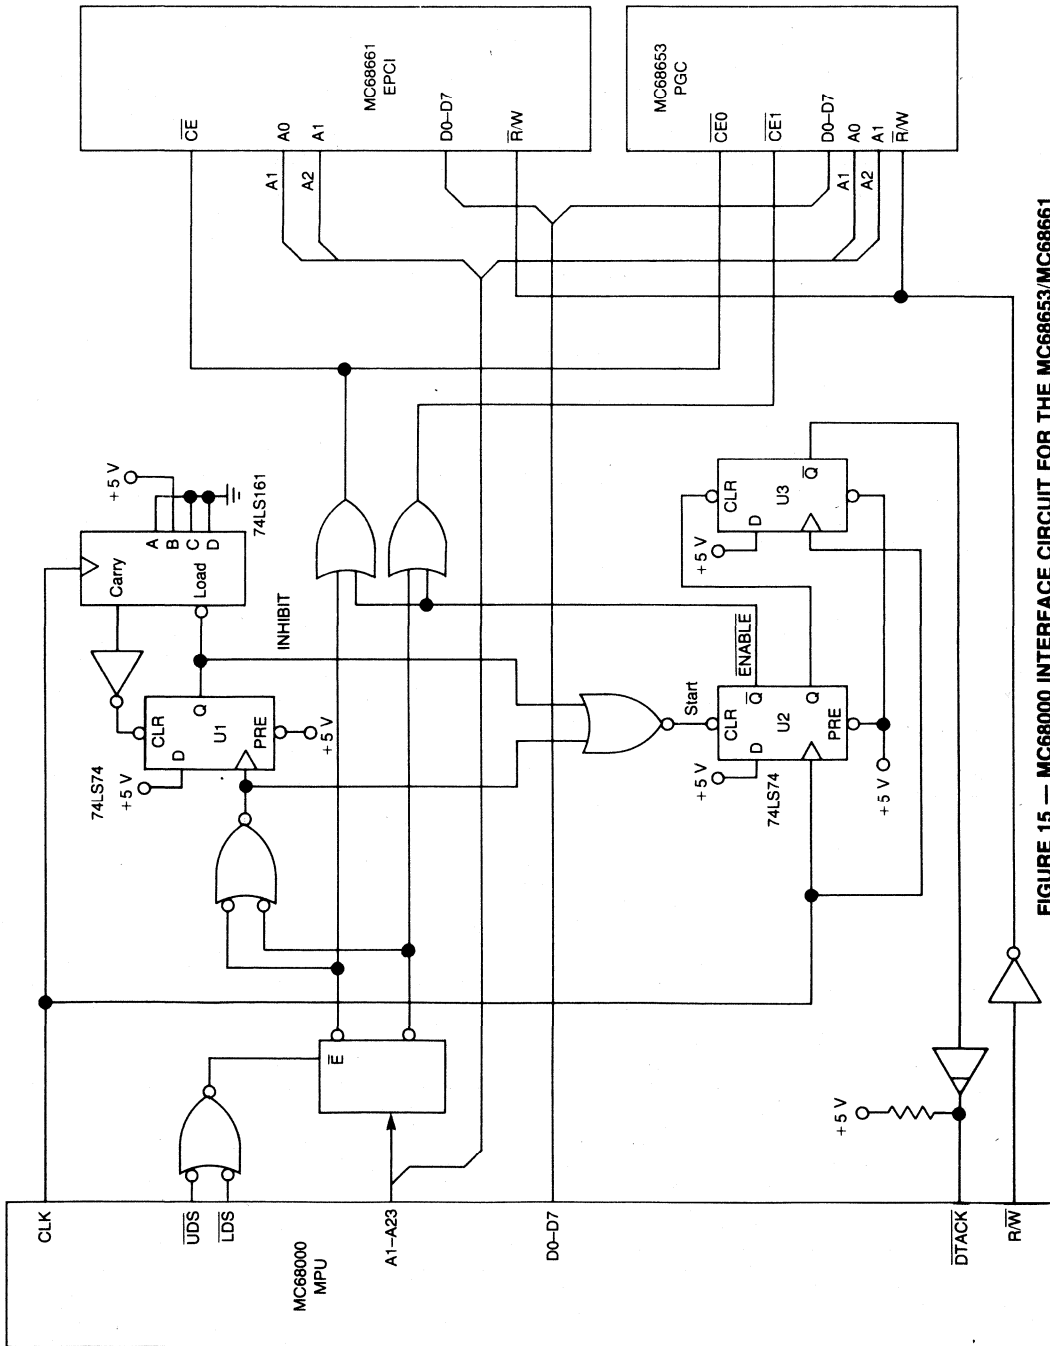 CLK
UDS
LDS
MC68000
MPU
A1–A23
D0–D7
DTACK
R/W
E
+5 V
74LS74
+5 V
D
CLR
U1
Q
PRE
+5 V
INHIBIT
Carry
Load
A
B
C
D
+5 V
74LS161
Start
ENABLE
+5 V
74LS74
CLR
D
Q
U2
Q
PRE
+5 V
+5 V
CLR
D
U3
Q
CE
A1
A0
A2
A1
MC68661
EPCI
D0–D7
R/W
MC68653
PGC
CE0
CE1
D0–D7
A1
A0
A2
A1
R/W
FIGURE 15 — MC68000 INTERFACE CIRCUIT FOR THE MC68653/MC68661